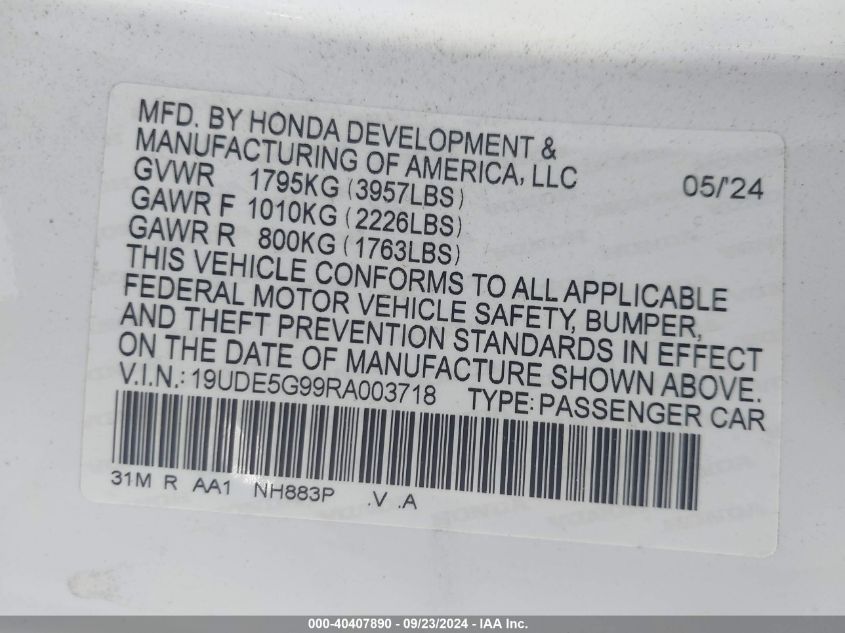 MFD. BY HONDA DEVELOPMENT &
MANUFACTURING OF AMERICA, LLC
GVWR 1795KG (3957LBS) 05/'24
GAWR F 1010KG (2226LBS)
GAWR R 800KG (1763LBS)
THIS VEHICLE CONFORMS TO ALL APPLICABLE
FEDERAL MOTOR VEHICLE SAFETY, BUMPER,
AND THEFT PREVENTION STANDARDS IN EFFECT
ON THE DATE OF MANUFACTURE SHOWN ABOVE.
V.I.N.: 19UDE5G99RA003718 TYPE: PASSENGER CAR
31M R AA1 NH883P .V .A
000-40407890 - 09/23/2024 - IAA Inc.